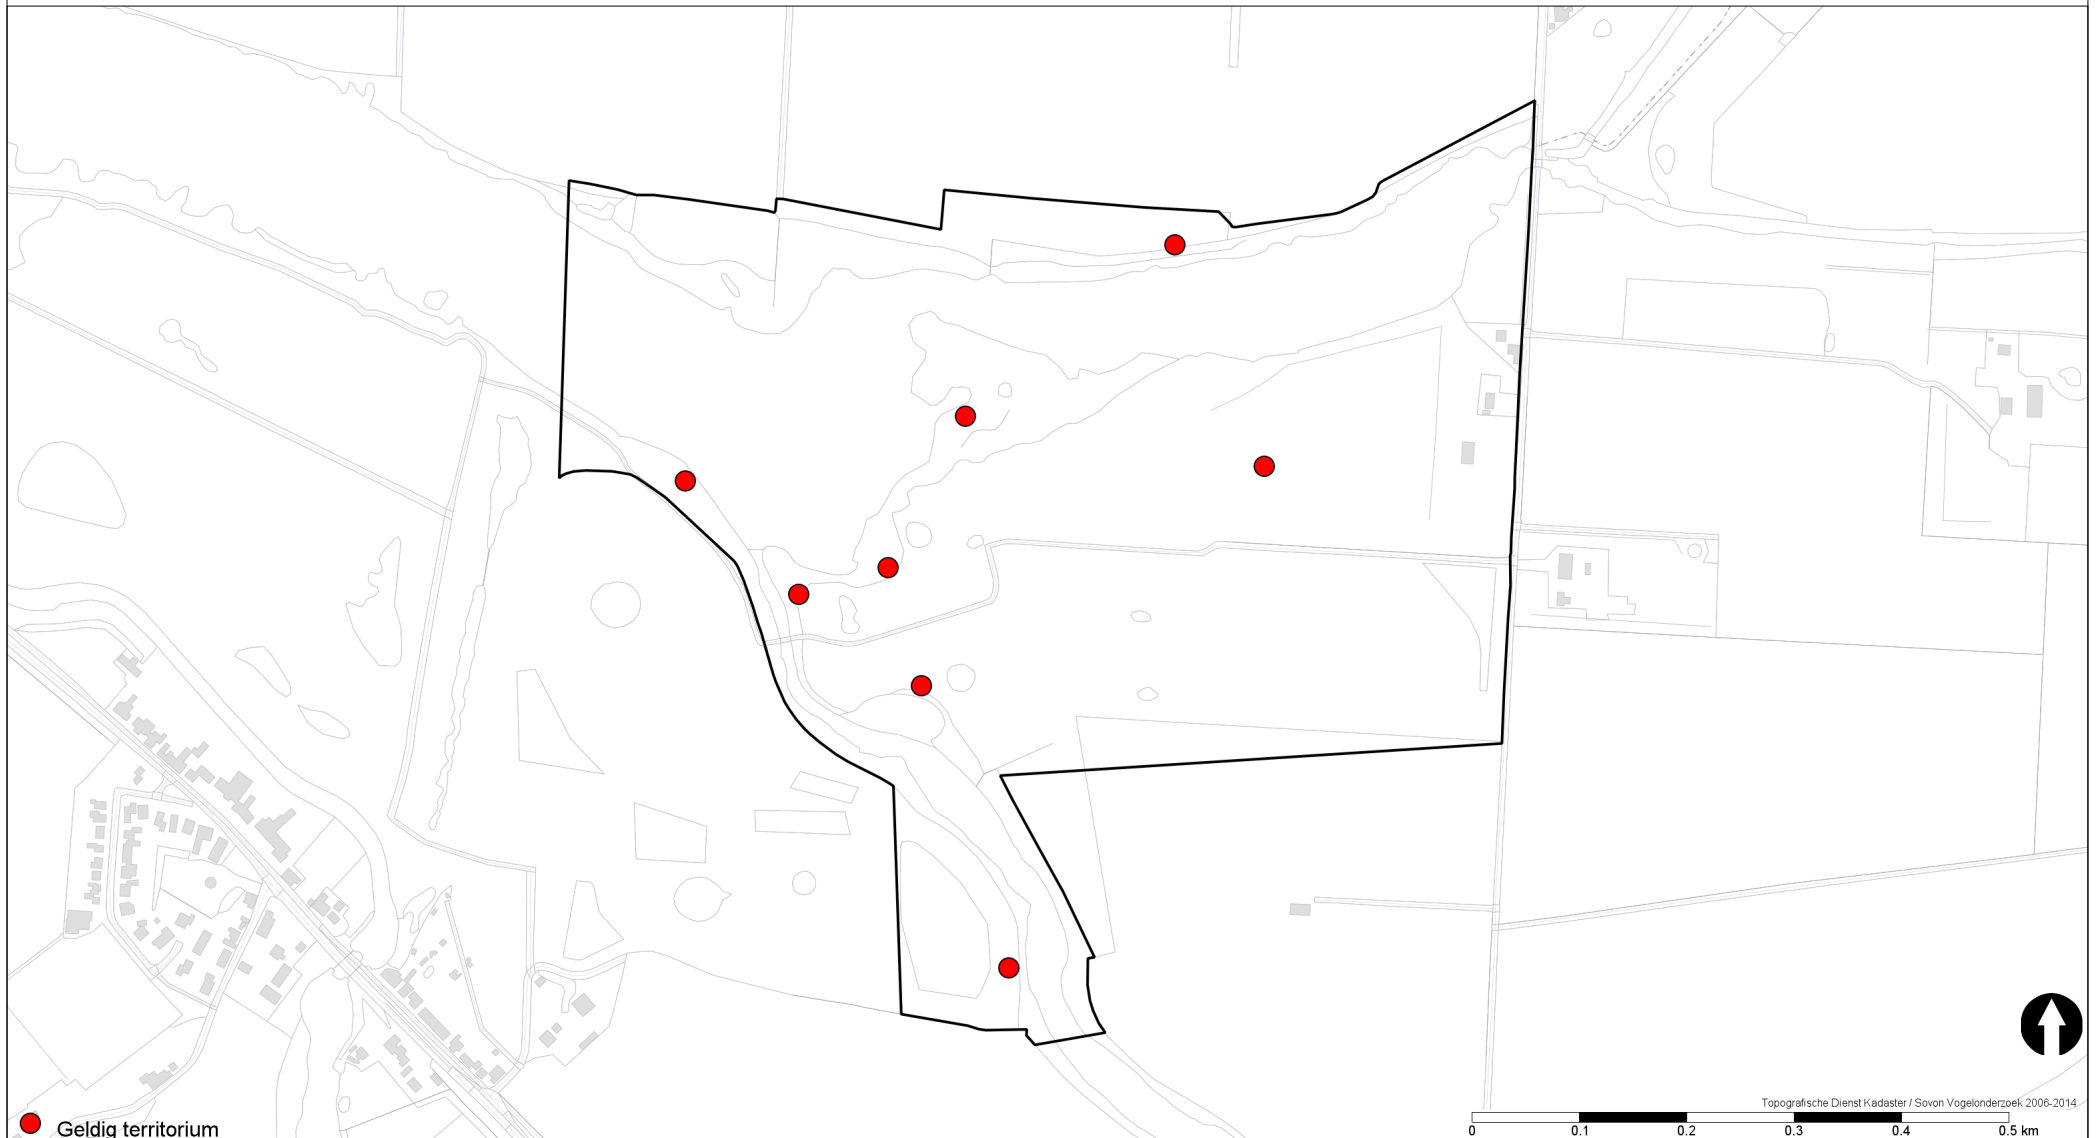 Topografische Dienst Kadaster / Sovon Vogelonderzoek 2006-2014
0 0.1 0.2 0.3 0.4 0.5 km
Geldig territorium